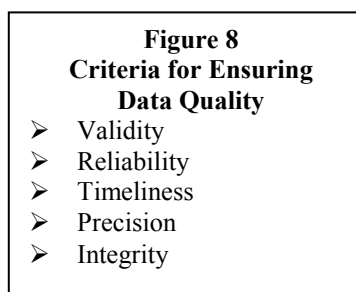 Figure 8
Criteria for Ensuring
Data Quality
➢ Validity
➢ Reliability
➢ Timeliness
➢ Precision
➢ Integrity